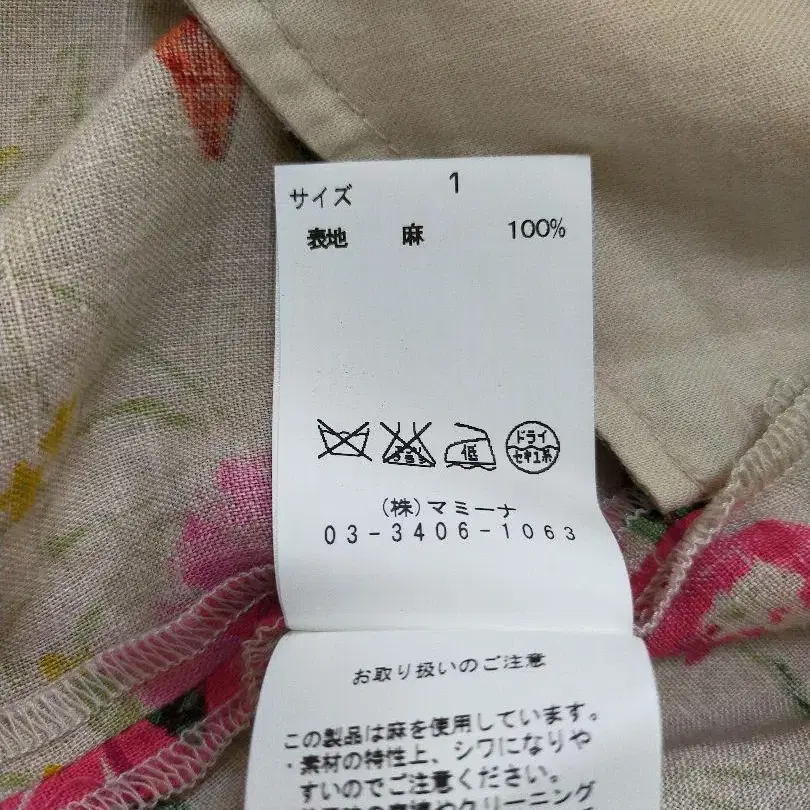 サイズ 1
表地 麻 100%
低 ドライ
セキユ系
(株)マミーナ
03-3406-1063
お取り扱いのご注意
この製品は麻を使用しています。
・素材の特性上、シワになりや
すいのでご注意ください。